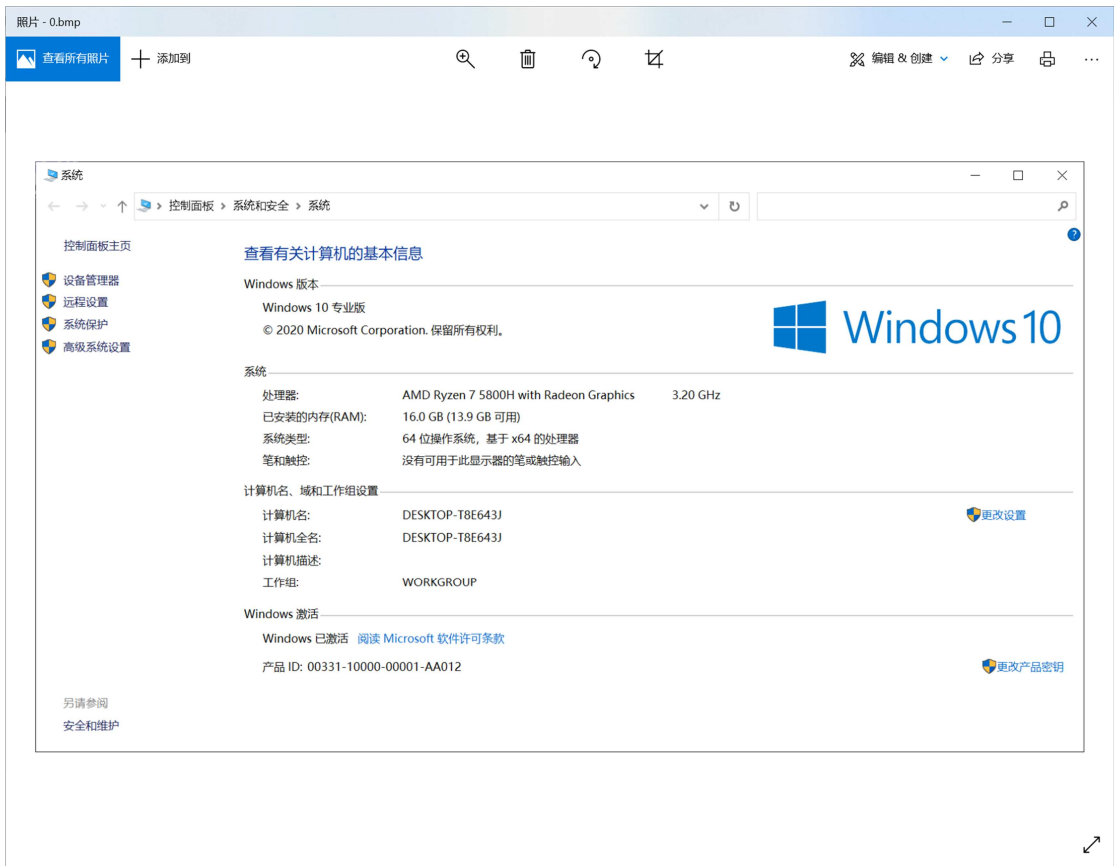 照片 - 0.bmp
查看所有照片 添加到 编辑 & 创建 分享
系统
控制面板 系统和安全 系统
控制面板主页
设备管理器
远程设置
系统保护
高级系统设置
查看有关计算机的基本信息
Windows 版本
Windows 10 专业版
© 2020 Microsoft Corporation. 保留所有权利。
Windows 10
系统
处理器: AMD Ryzen 7 5800H with Radeon Graphics 3.20 GHz
已安装的内存(RAM): 16.0 GB (13.9 GB 可用)
系统类型: 64 位操作系统，基于 x64 的处理器
笔和触控: 没有可用于此显示器的笔或触控输入
计算机名、域和工作组设置
计算机名: DESKTOP-T8E643J 更改设置
计算机全名: DESKTOP-T8E643J
计算机描述:
工作组: WORKGROUP
Windows 激活
Windows 已激活 阅读 Microsoft 软件许可条款
产品 ID: 00331-10000-00001-AA012 更改产品密钥
另请参阅
安全和维护